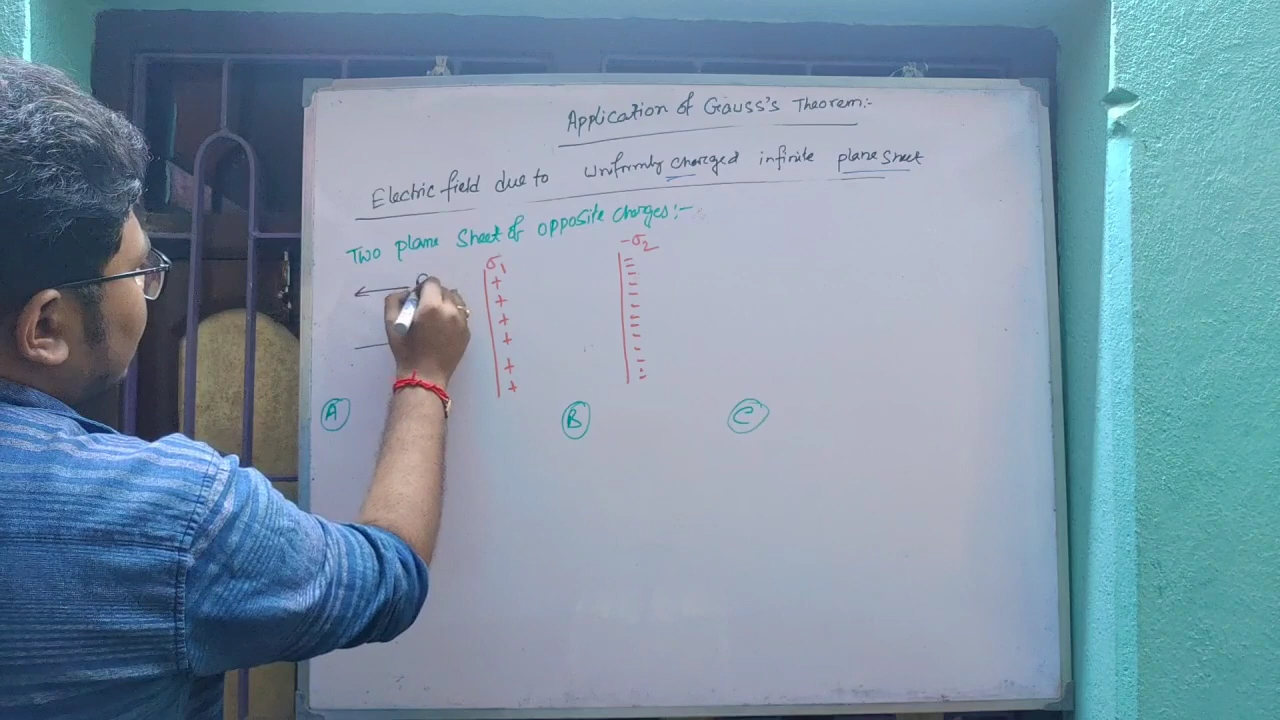 Application of Gauss's Theorem:-
Electric field due to Uniformly charged infinite plane sheet
Two plane sheet of opposite charges:-
σ₁ -σ₂
+ -
+ -
+ -
+ -
+ -
+ -
A B C